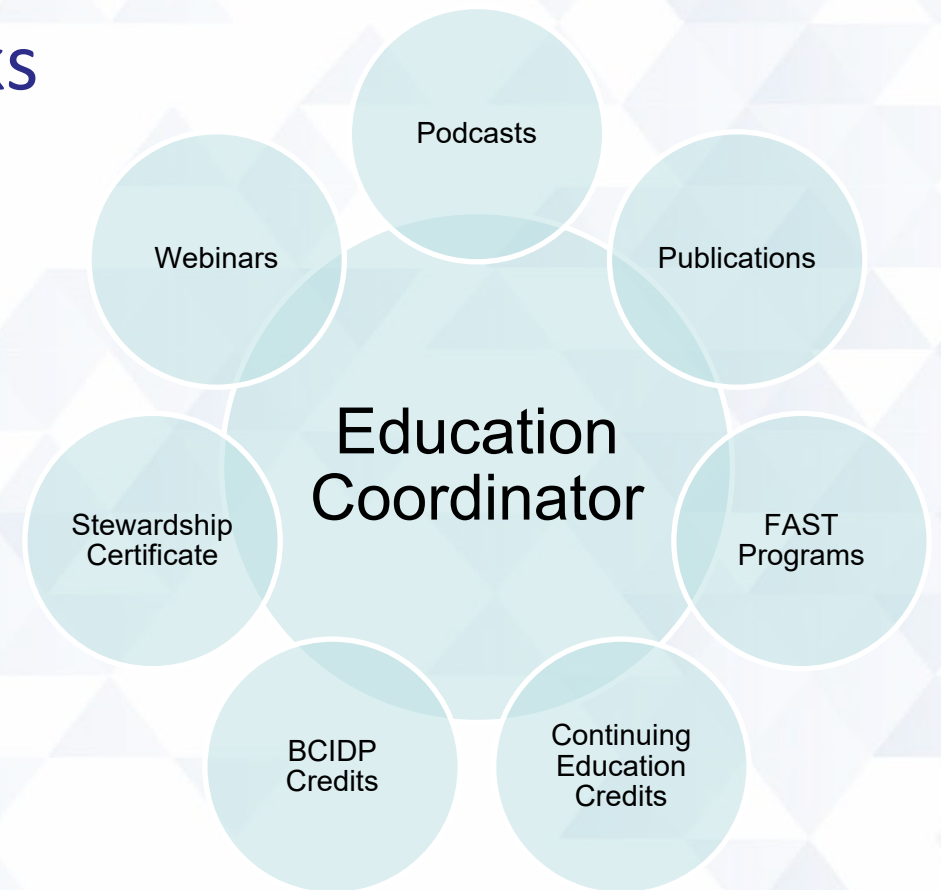 Podcasts
Webinars
Publications
Education
Coordinator
Stewardship
Certificate
FAST
Programs
BCIDP
Credits
Continuing
Education
Credits